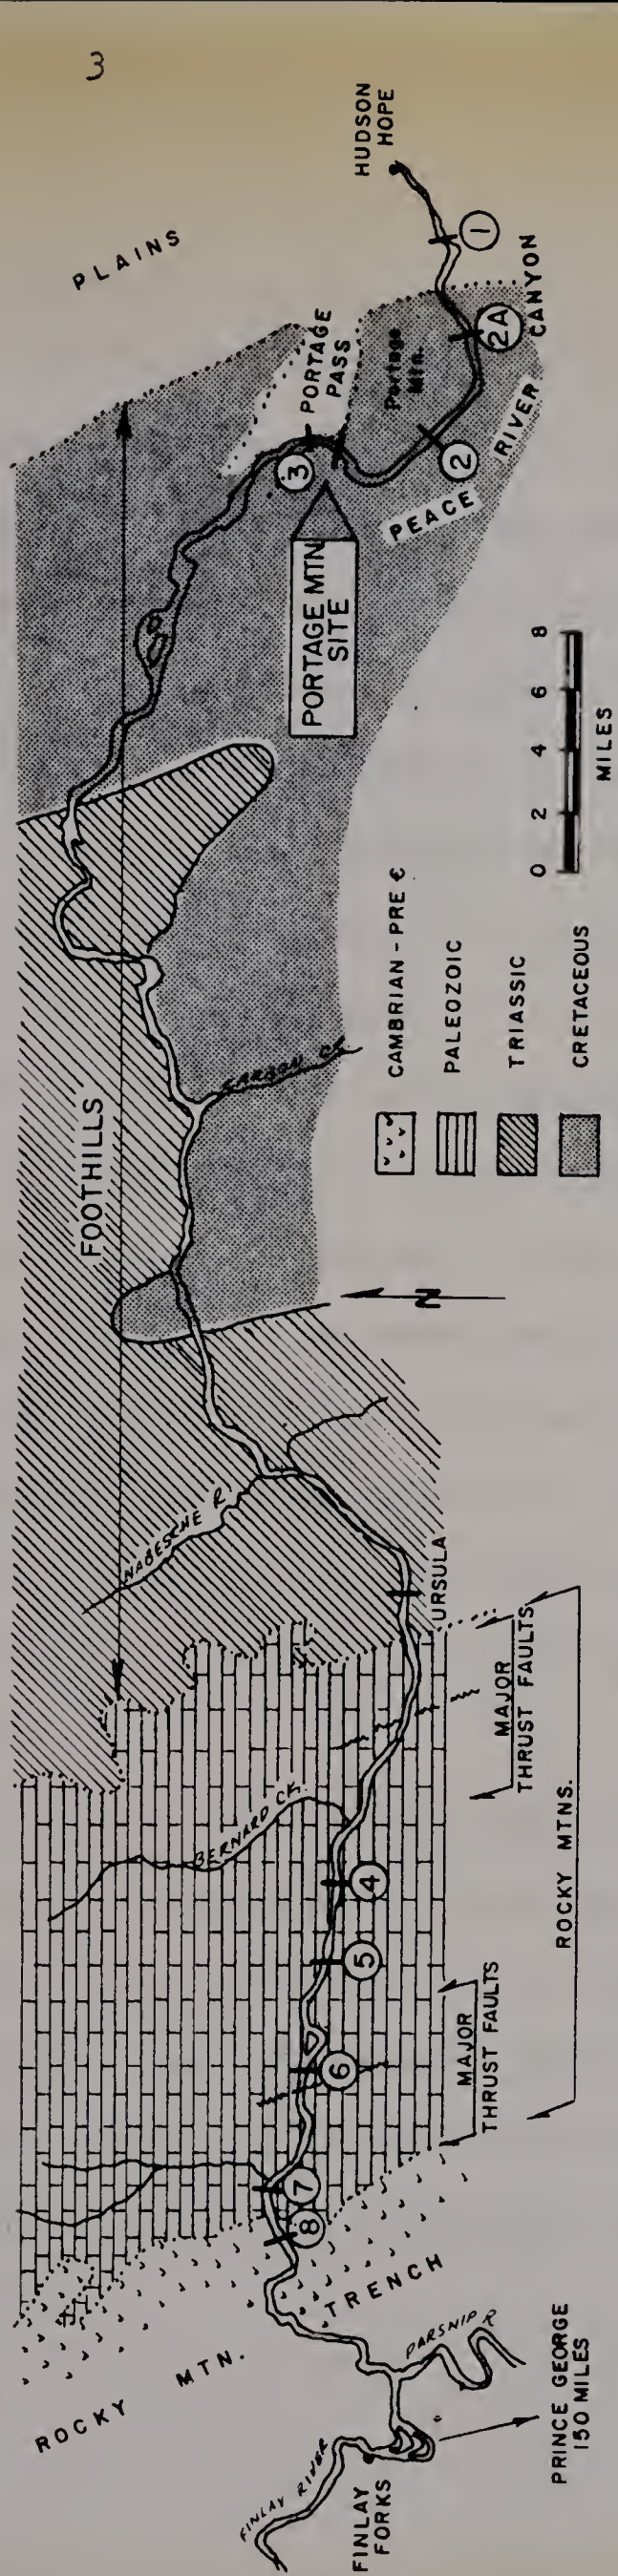 3
PLAINS
HUDSON
HOPE
1
PORTAGE
PASS
Portage
Mtn.
2A
CANYON
3
2
RIVER
PEACE
PORTAGE MTN
SITE
FOOTHILLS
CARBON CK.
0 2 4 6 8
MILES
CAMBRIAN - PRE Є
PALEOZOIC
TRIASSIC
CRETACEOUS
N
NABESCHE R.
URSULA
MAJOR
THRUST FAULTS
BERNARD CK.
4
5
6
ROCKY MTNS.
MAJOR
THRUST FAULTS
7
8
ROCKY MTN. TRENCH
PARSNIP R
FINLAY RIVER
FINLAY
FORKS
PRINCE GEORGE
150 MILES